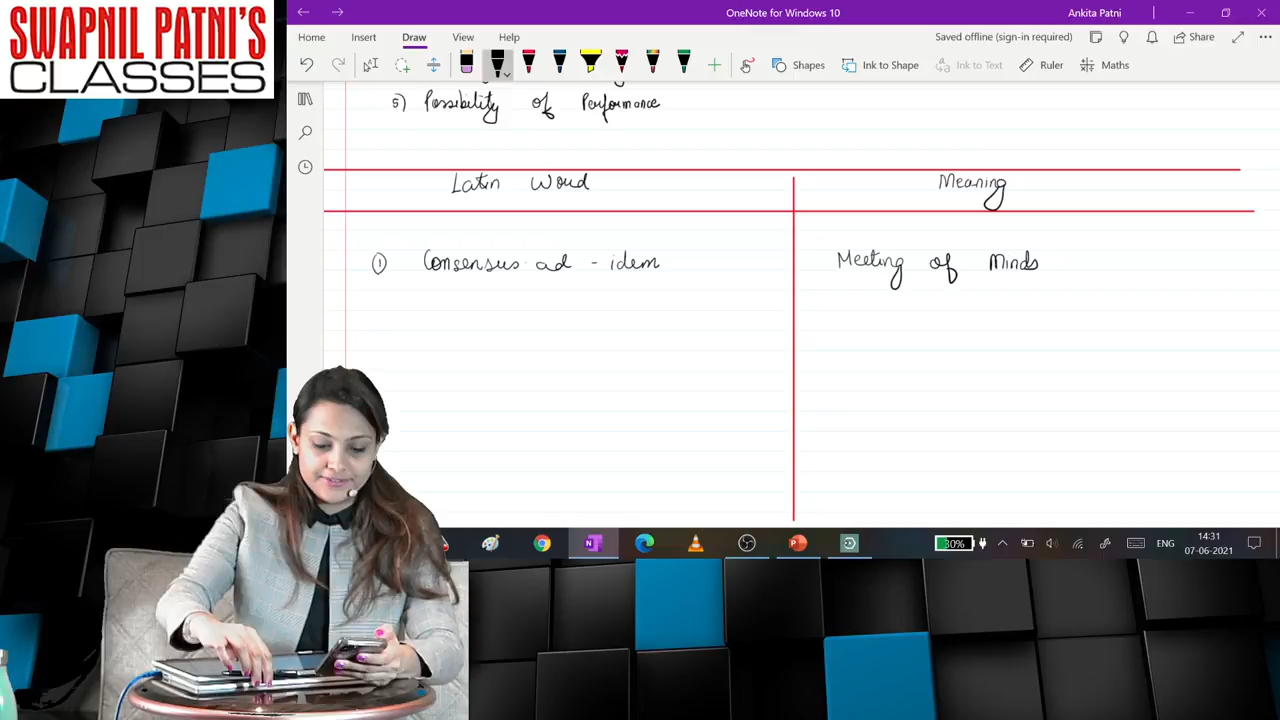 SWAPNIL PATNI'S
CLASSES
OneNote for Windows 10
Ankita Patni
Home Insert Draw View Help
Saved offline (sign-in required)
Share
Shapes
Ink to Shape
Ink to Text
Ruler
Maths
5) Possibility of Performance
Latin Word
Meaning
① Consensus ad - idem
Meeting of Minds
30%
ENG
14:31
07-06-2021